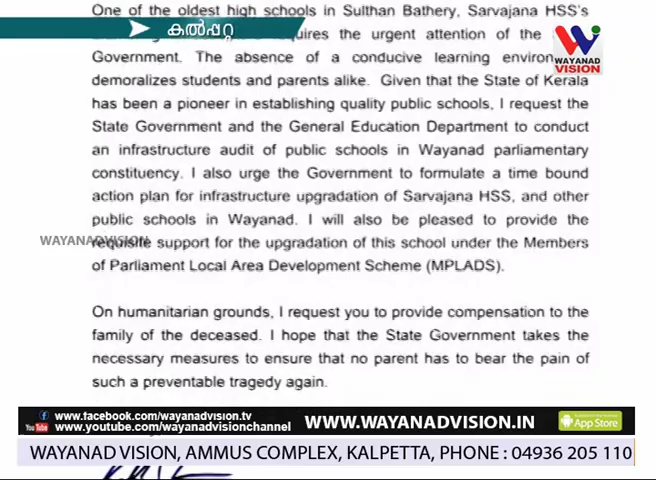 One of the oldest high schools in Sulthan Bathery, Sarvajana HSS's
കൽപ്പറ്റ
requires the urgent attention of the
Government. The absence of a conducive learning
demoralizes students and parents alike. Given that the State of Kerala
has been a pioneer in establishing quality public schools, I request the
State Government and the General Education Department to conduct
an infrastructure audit of public schools in Wayanad parliamentary
constituency. I also urge the Government to formulate a time bound
action plan for infrastructure upgradation of Sarvajana HSS, and other
public schools in Wayanad. I will also be pleased to provide the
requisite support for the upgradation of this school under the Members
of Parliament Local Area Development Scheme (MPLADS).
On humanitarian grounds, I request you to provide compensation to the
family of the deceased. I hope that the State Government takes the
necessary measures to ensure that no parent has to bear the pain of
such a preventable tragedy again.
WAYANAD
VISION
WAYANADVISION
www.facebook.com/wayanadvision.tv
You Tube www.youtube.com/wayanadvisionchannel
WWW.WAYANADVISION.IN
App Store
WAYANAD VISION, AMMUS COMPLEX, KALPETTA, PHONE : 04936 205 110